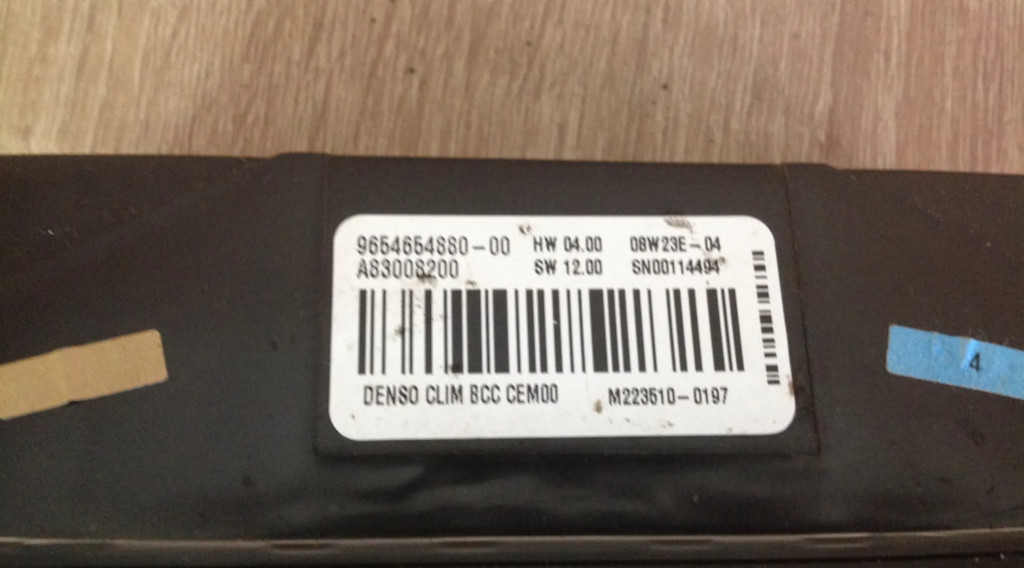 9654654880-00 HW 04.00 08W23E-04
A83008200 SW 12.00 SN00114494
DENSO CLIM BCC CEM00 M223510-0197
4